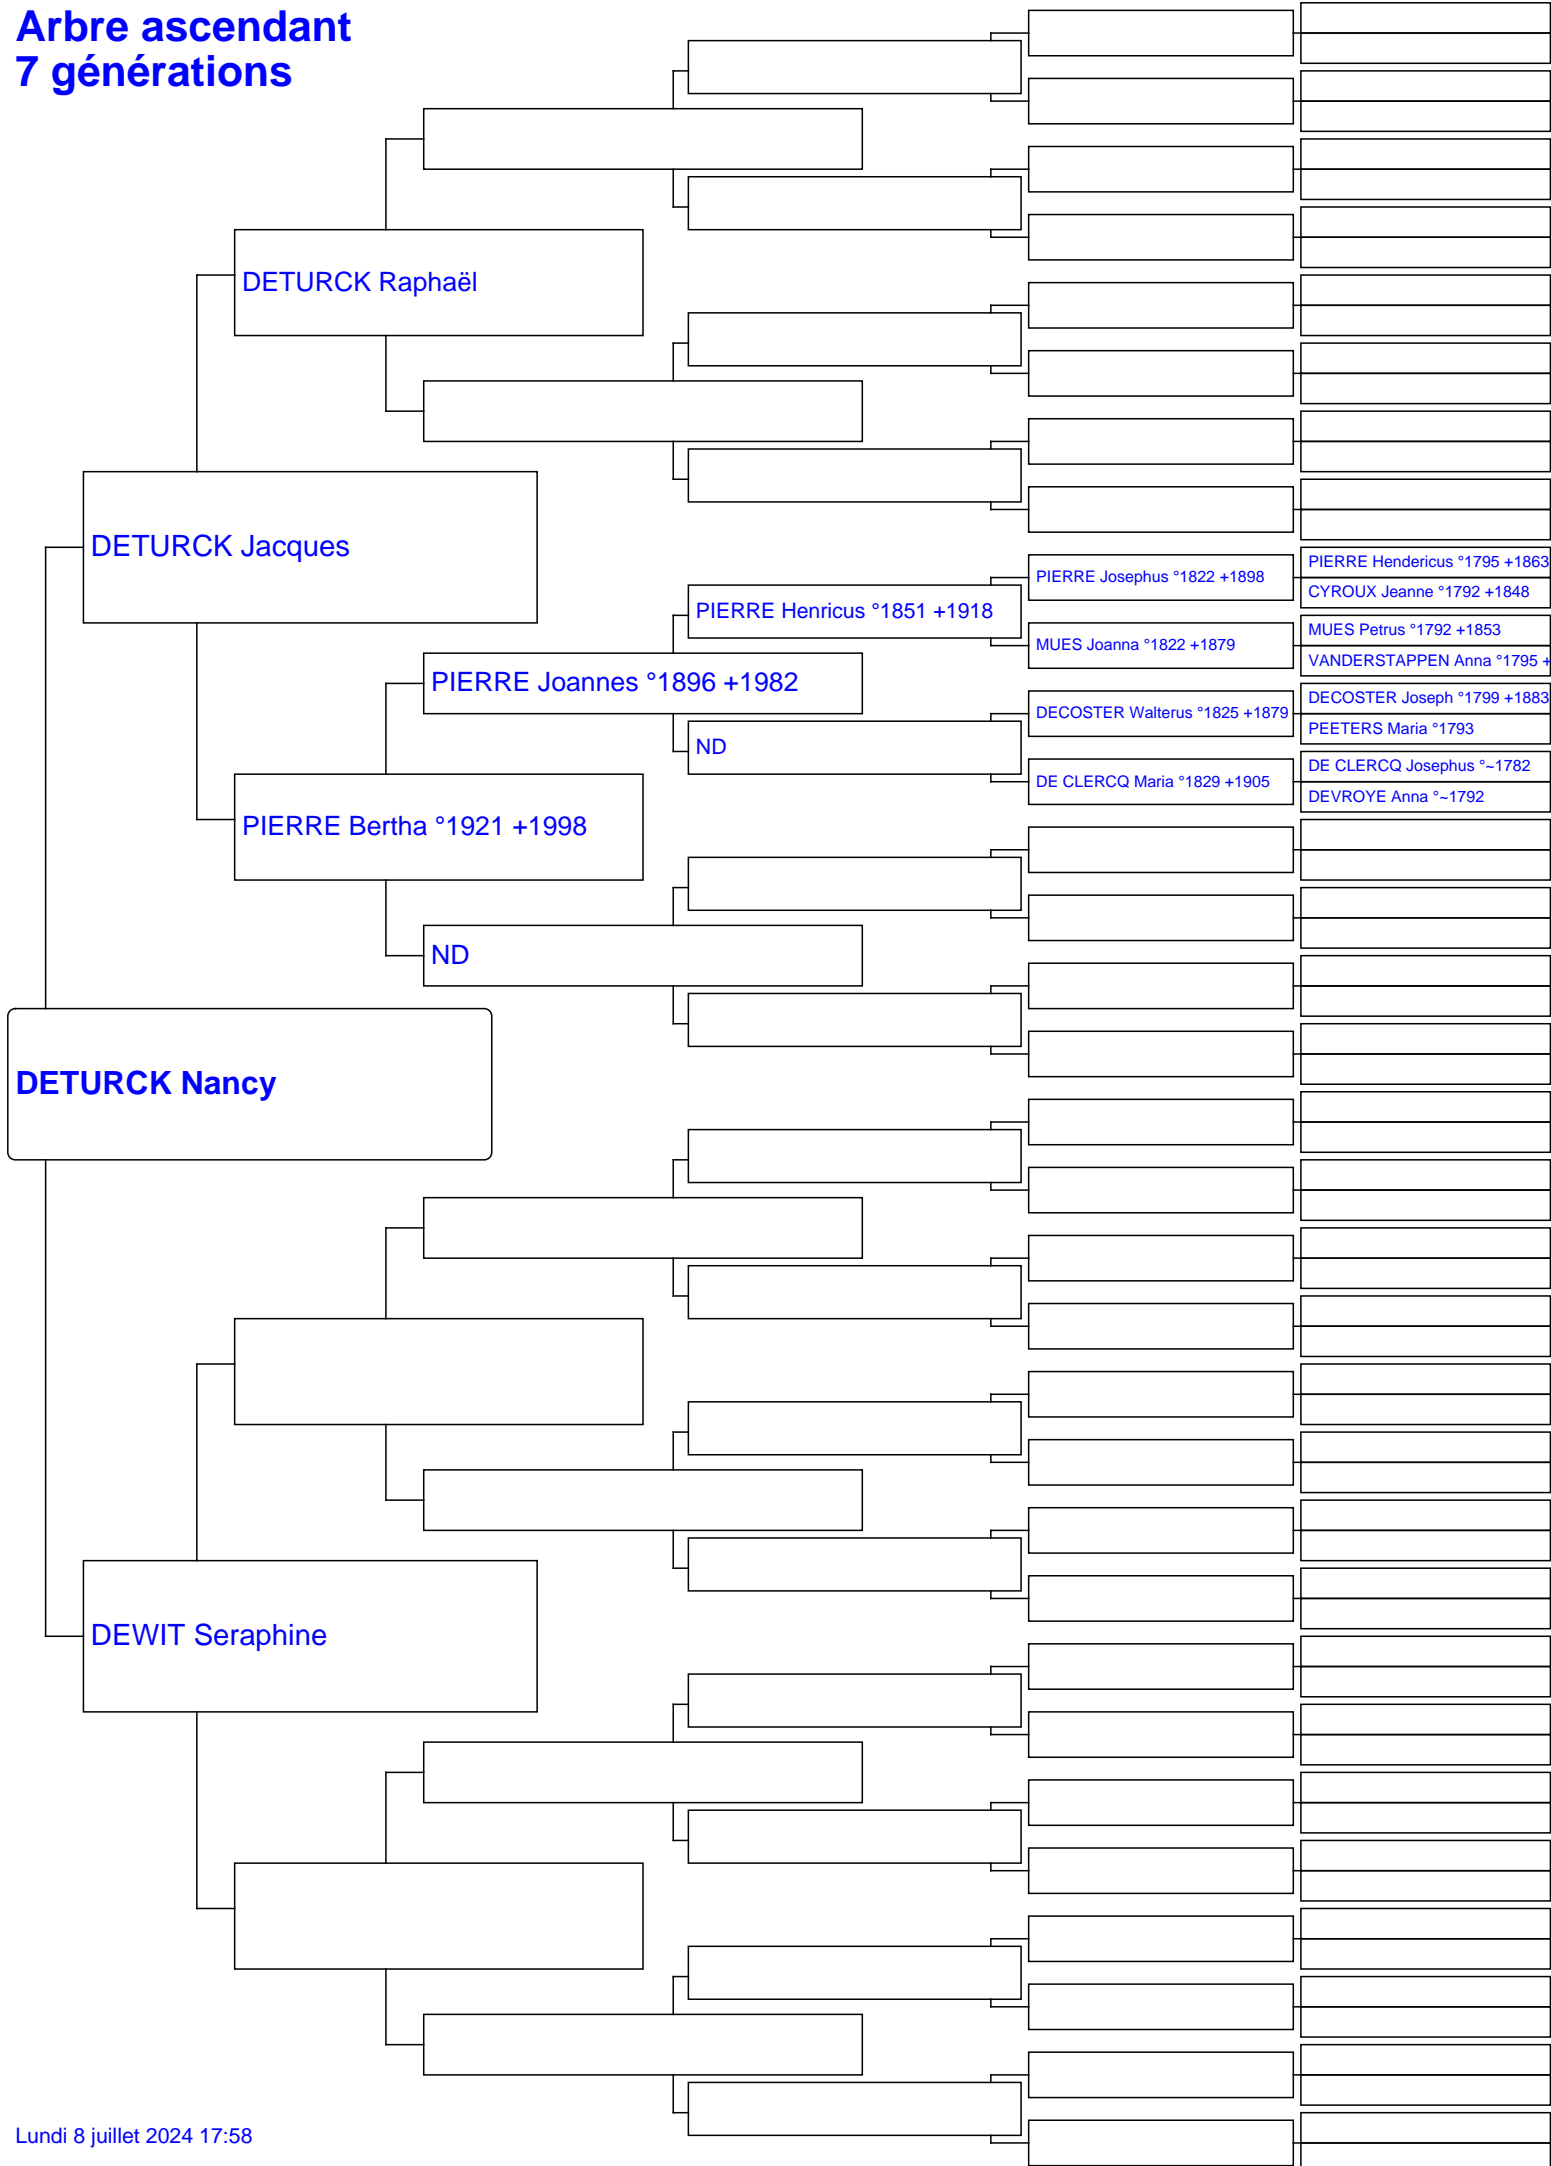 Arbre ascendant
7 générations
DETURCK Raphaël
DETURCK Jacques
PIERRE Hendericus °1795 +1863
PIERRE Josephus °1822 +1898
CYROUX Jeanne °1792 +1848
PIERRE Henricus °1851 +1918
MUES Petrus °1792 +1853
MUES Joanna °1822 +1879
VANDERSTAPPEN Anna °1795 +
PIERRE Joannes °1896 +1982
DECOSTER Joseph °1799 +1883
DECOSTER Walterus °1825 +1879
PEETERS Maria °1793
ND
DE CLERCQ Josephus °~1782
DE CLERCQ Maria °1829 +1905
DEVROYE Anna °~1792
PIERRE Bertha °1921 +1998
ND
DETURCK Nancy
DEWIT Seraphine
Lundi 8 juillet 2024 17:58